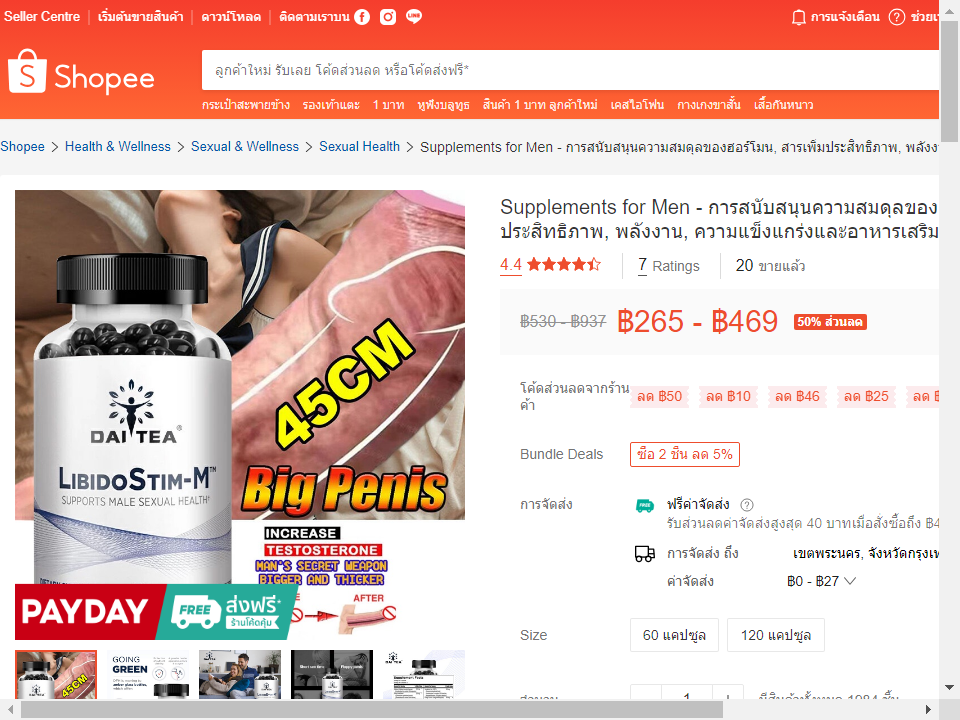 Seller Centre
เริ่มต้นขายสินค้า
ดาวน์โหลด
ติดตามเราบน
LINE
การแจ้งเตือน
Shopee
ลูกค้าใหม่ รับเลย โค้ดส่วนลด หรือโค้ดส่งฟรี*
กระเป๋าสะพายข้าง รองเท้าแตะ 1 บาท หูฟังบลูทูธ สินค้า 1 บาท ลูกค้าใหม่ เคสไอโฟน กางเกงขาสั้น เสื้อกันหนาว
Shopee > Health & Wellness > Sexual & Wellness > Sexual Health > Supplements for Men - การสนับสนุนความสมดุลของฮอร์โมน, สารเพิ่มประสิทธิภาพ,
Supplements for Men - การสนับสนุนความสมดุลของ
ประสิทธิภาพ, พลังงาน, ความแข็งแกร่งและอาหารเสริม
4.4
7 Ratings
20 ขายแล้ว
฿530 - ฿937
฿265 - ฿469
50% ส่วนลด
โค้ดส่วนลดจากร้าน
ค้า
ลด ฿50
ลด ฿10
ลด ฿46
ลด ฿25
ลด
Bundle Deals
ซื้อ 2 ชิ้น ลด 5%
การจัดส่ง
ฟรีค่าจัดส่ง
รับส่วนลดค่าจัดส่งสูงสุด 40 บาทเมื่อสั่งซื้อถึง
การจัดส่ง ถึง
เขตพระนคร,
ค่าจัดส่ง
฿0 - ฿27
Size
60 แคปซูล
120 แคปซูล
45CM
DAI TEA®
LIBIDOSTIM-M™
SUPPORTS MALE SEXUAL HEALTH
Big Penis
INCREASE
TESTOSTERONE
MAN'S SECRET WEAPON
BIGGER AND THICKER
AFTER
PAYDAY
FREE
ส่งฟรี*
ร้านโค้ดคุ้ม
45CM
GOING
GREEN
DAI TEA